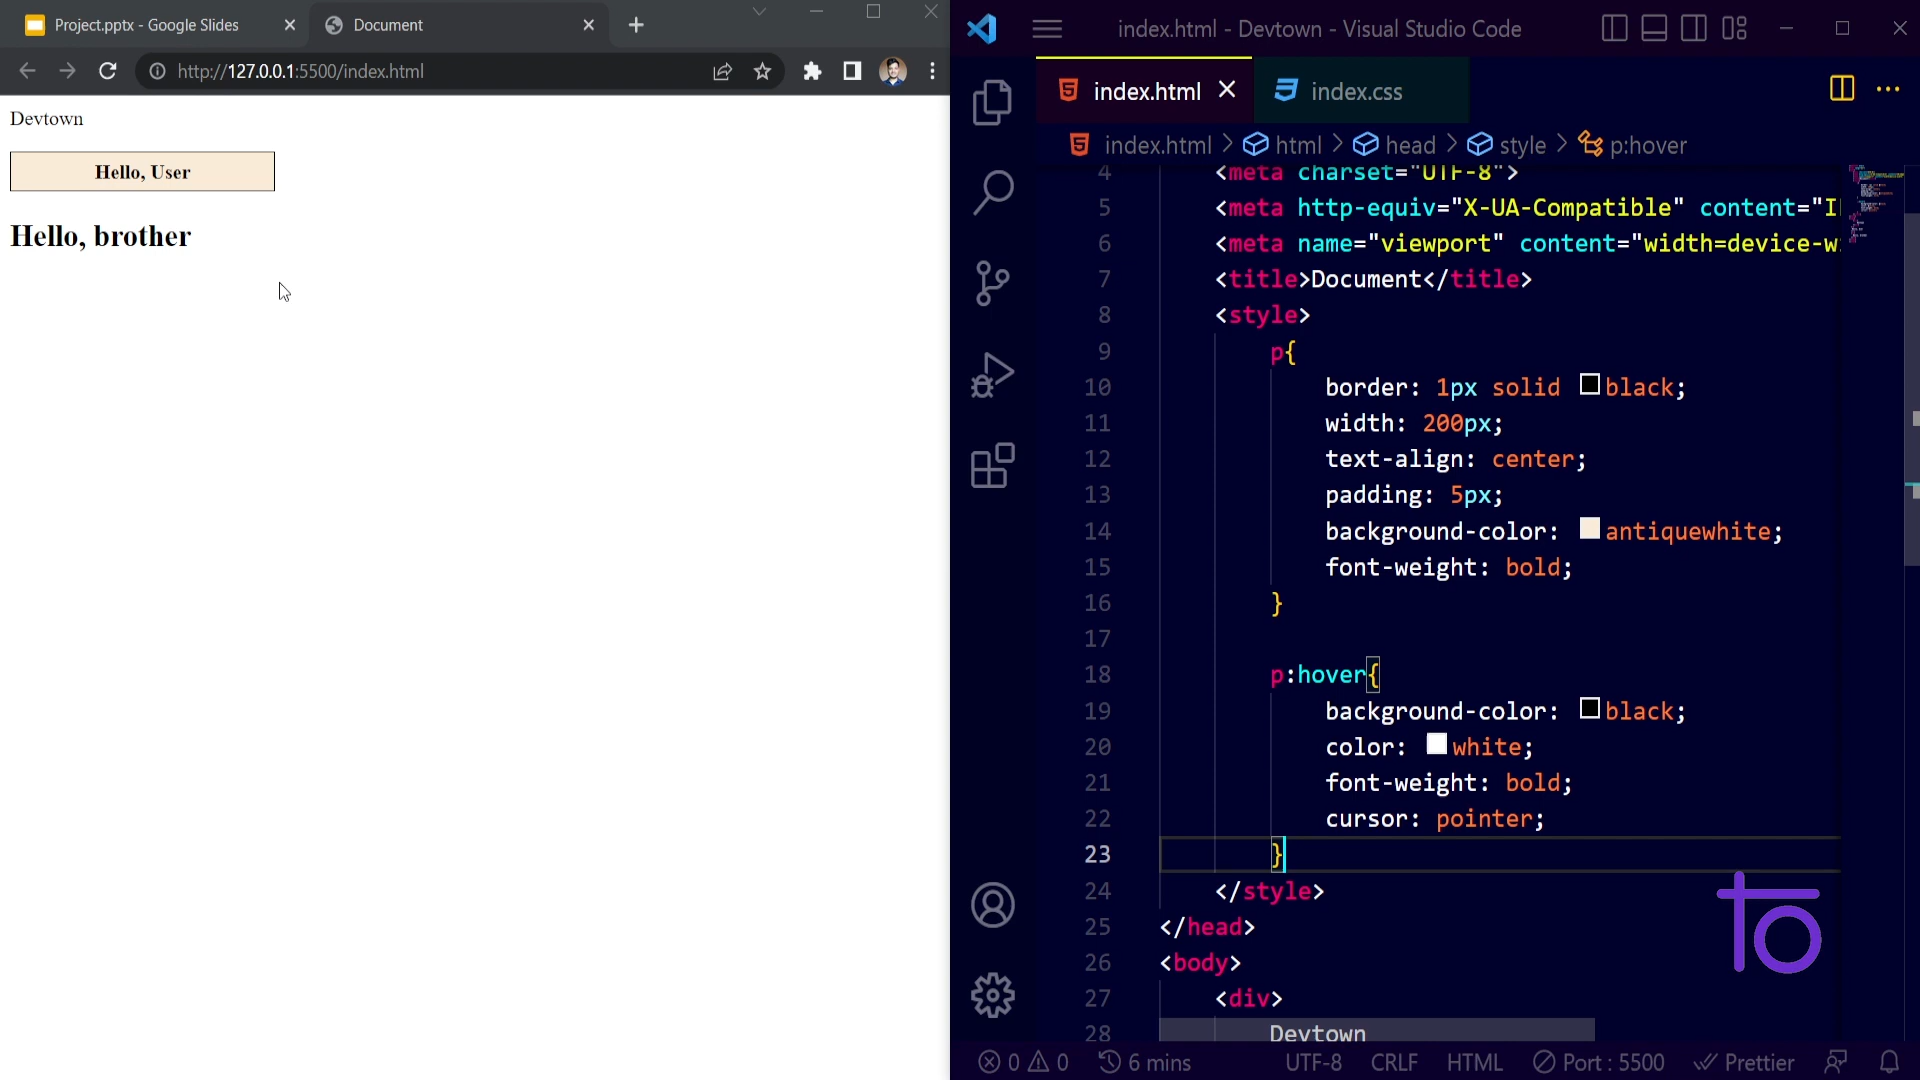 Project.pptx - Google Slides
Document
http://127.0.0.1:5500/index.html
Devtown
Hello, User
Hello, brother
index.html - Devtown - Visual Studio Code
index.html
index.css
index.html > html > head > style > p:hover
4 <meta charset="UTF-8">
5 <meta http-equiv="X-UA-Compatible" content="I
6 <meta name="viewport" content="width=device-w
7 <title>Document</title>
8 <style>
9 p{
10 border: 1px solid black;
11 width: 200px;
12 text-align: center;
13 padding: 5px;
14 background-color: antiquewhite;
15 font-weight: bold;
16 }
17
18 p:hover{
19 background-color: black;
20 color: white;
21 font-weight: bold;
22 cursor: pointer;
23 }
24 </style>
25 </head>
26 <body>
27 <div>
28 Devtown
0 0 6 mins UTF-8 CRLF HTML Port : 5500 Prettier